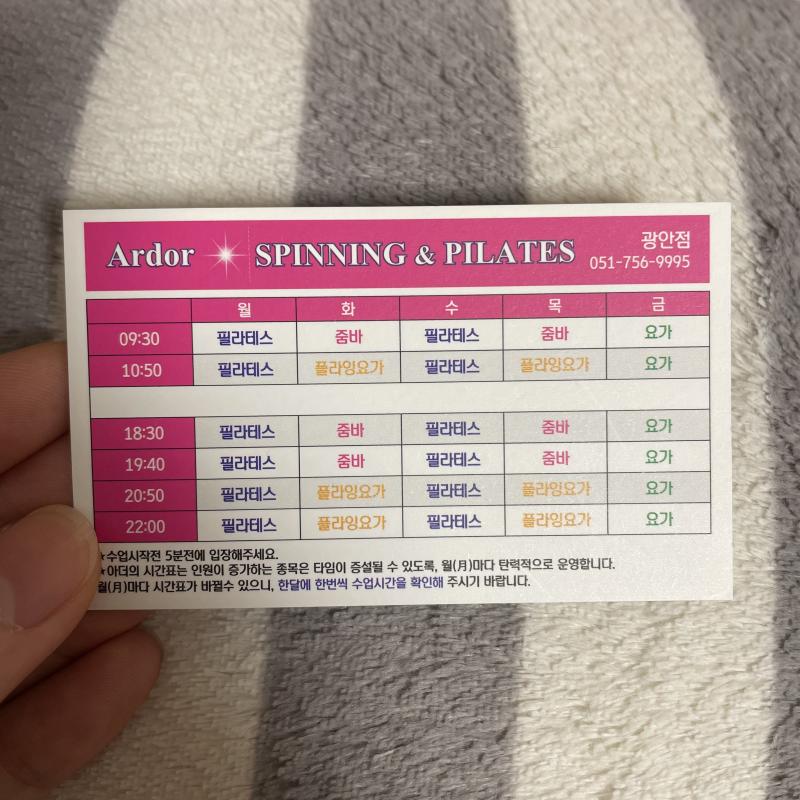 Ardor SPINNING & PILATES 광안점
051-756-9995
월 화 수 목 금
09:30 필라테스 줌바 필라테스 줌바 요가
10:50 필라테스 플라잉요가 필라테스 플라잉요가 요가
18:30 필라테스 줌바 필라테스 줌바 요가
19:40 필라테스 줌바 필라테스 줌바 요가
20:50 필라테스 플라잉요가 필라테스 플라잉요가 요가
22:00 필라테스 플라잉요가 필라테스 플라잉요가 요가
★수업시작전 5분전에 입장해주세요.
★아더의 시간표는 인원이 증가하는 종목은 타임이 증설될 수 있도록, 월(月)마다 탄력적으로 운영합니다.
월(月)마다 시간표가 바뀔수 있으니, 한달에 한번씩 수업시간을 확인해 주시기 바랍니다.